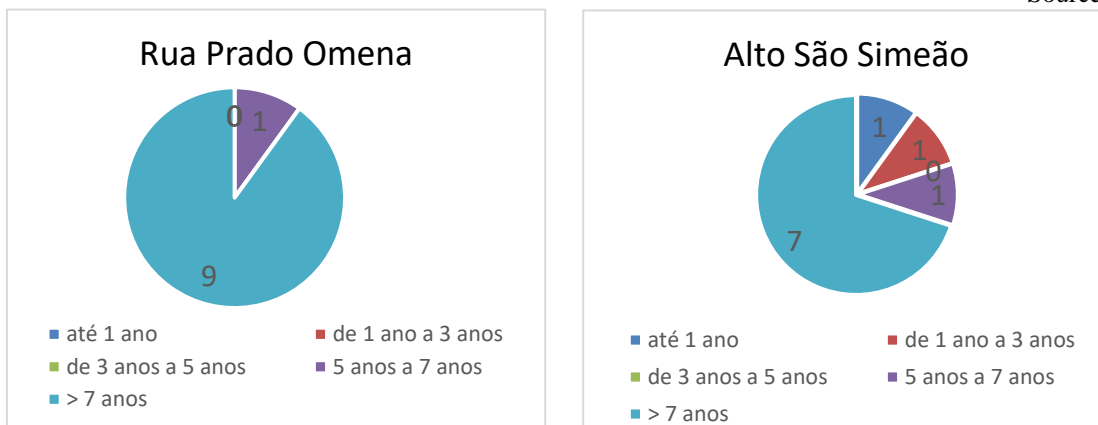 Rua Prado Omena
0 1
9
até 1 ano de 1 ano a 3 anos
de 3 anos a 5 anos 5 anos a 7 anos
> 7 anos
Alto São Simeão
1
1
0
1
7
até 1 ano de 1 ano a 3 anos
de 3 anos a 5 anos 5 anos a 7 anos
> 7 anos